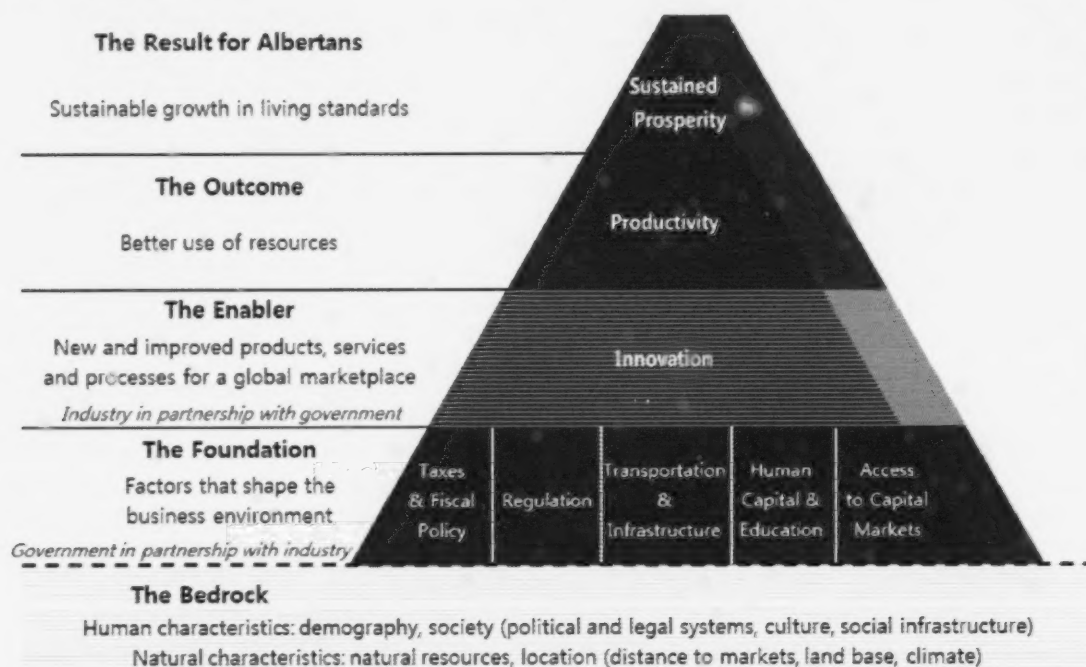 The Result for Albertans
Sustainable growth in living standards
Sustained
Prosperity
The Outcome
Better use of resources
Productivity
The Enabler
New and improved products, services
and processes for a global marketplace
Industry in partnership with government
Innovation
The Foundation
Factors that shape the
business environment
Government in partnership with industry
Taxes
& Fiscal
Policy
Regulation
Transportation
&
Infrastructure
Human
Capital &
Education
Access
to Capital
Markets
The Bedrock
Human characteristics: demography, society (political and legal systems, culture, social infrastructure)
Natural characteristics: natural resources, location (distance to markets, land base, climate)